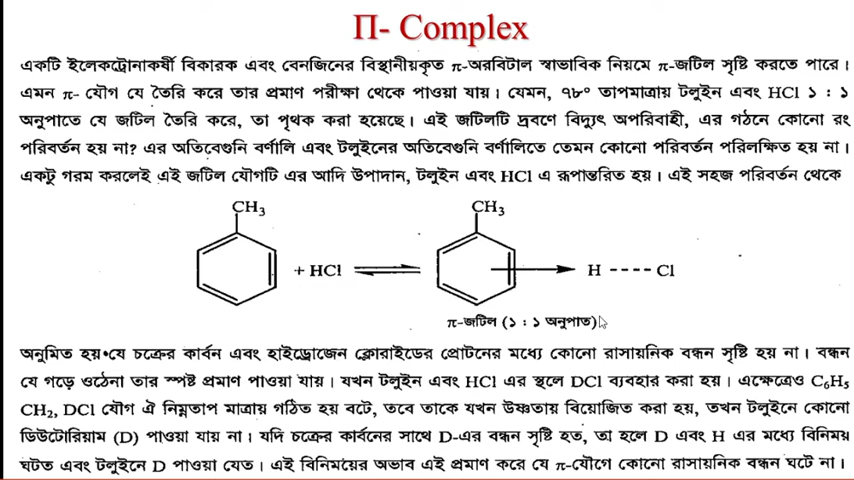 Π- Complex
একটি ইলেকট্রোনাকর্ষী বিকারক এবং বেনজিনের বিস্থানীয়কৃত π-অরবিটাল স্বাভাবিক নিয়মে π-জটিল সৃষ্টি করতে পারে।
এমন π- যৌগ যে তৈরি করে তার প্রমাণ পরীক্ষা থেকে পাওয়া যায়। যেমন, ৭৮° তাপমাত্রায় টলুইন এবং HCl ১ : ১
অনুপাতে যে জটিল তৈরি করে, তা পৃথক করা হয়েছে। এই জটিলটি দ্রবণে বিদ্যুৎ অপরিবাহী, এর গঠনে কোনো রং
পরিবর্তন হয় না? এর অতিবেগুনি বর্ণালি এবং টলুইনের অতিবেগুনি বর্ণালিতে তেমন কোনো পরিবর্তন পরিলক্ষিত হয় না।
একটু গরম করলেই এই জটিল যৌগটি এর আদি উপাদান, টলুইন এবং HCl এ রূপান্তরিত হয়। এই সহজ পরিবর্তন থেকে
CH₃ CH₃
+ HCl H ---- Cl
π-জটিল (১ : ১ অনুপাত)
অনুমিত হয়•যে চক্রের কার্বন এবং হাইড্রোজেন ক্লোরাইডের প্রোটনের মধ্যে কোনো রাসায়নিক বন্ধন সৃষ্টি হয় না। বন্ধন
যে গড়ে ওঠেনা তার স্পষ্ট প্রমাণ পাওয়া যায়। যখন টলুইন এবং HCl এর স্থলে DCl ব্যবহার করা হয়। এক্ষেত্রেও C₆H₅
CH₂, DCl যৌগ ঐ নিম্নতাপ মাত্রায় গঠিত হয় বটে, তবে তাকে যখন উষ্ণতায় বিয়োজিত করা হয়, তখন টলুইনে কোনো
ডিউটোরিয়াম (D) পাওয়া যায় না। যদি চক্রের কার্বনের সাথে D-এর বন্ধন সৃষ্টি হত, তা হলে D এবং H এর মধ্যে বিনিময়
ঘটত এবং টলুইনে D পাওয়া যেত। এই বিনিময়ের অভাব এই প্রমাণ করে যে π-যৌগে কোনো রাসায়নিক বন্ধন ঘটে না।